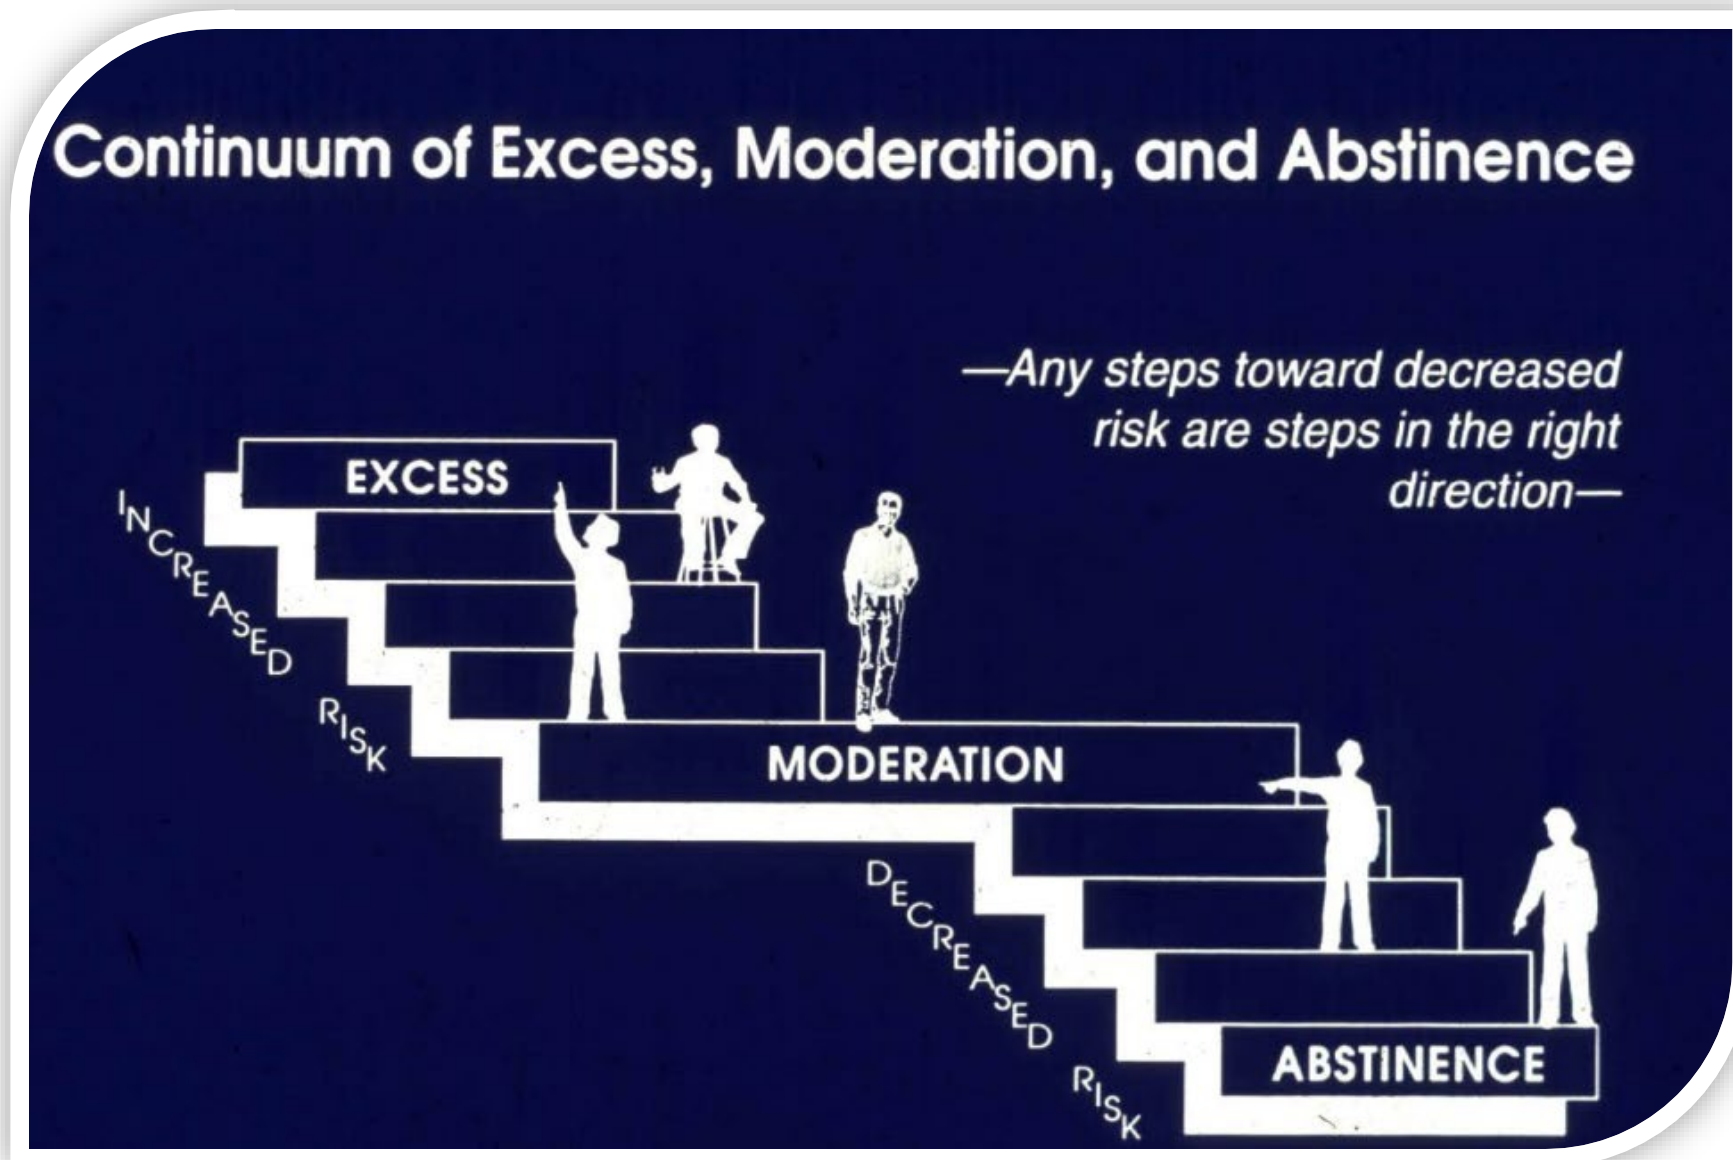 Continuum of Excess, Moderation, and Abstinence
—Any steps toward decreased
risk are steps in the right
direction—
EXCESS
INCREASED RISK
MODERATION
DECREASED RISK
ABSTINENCE